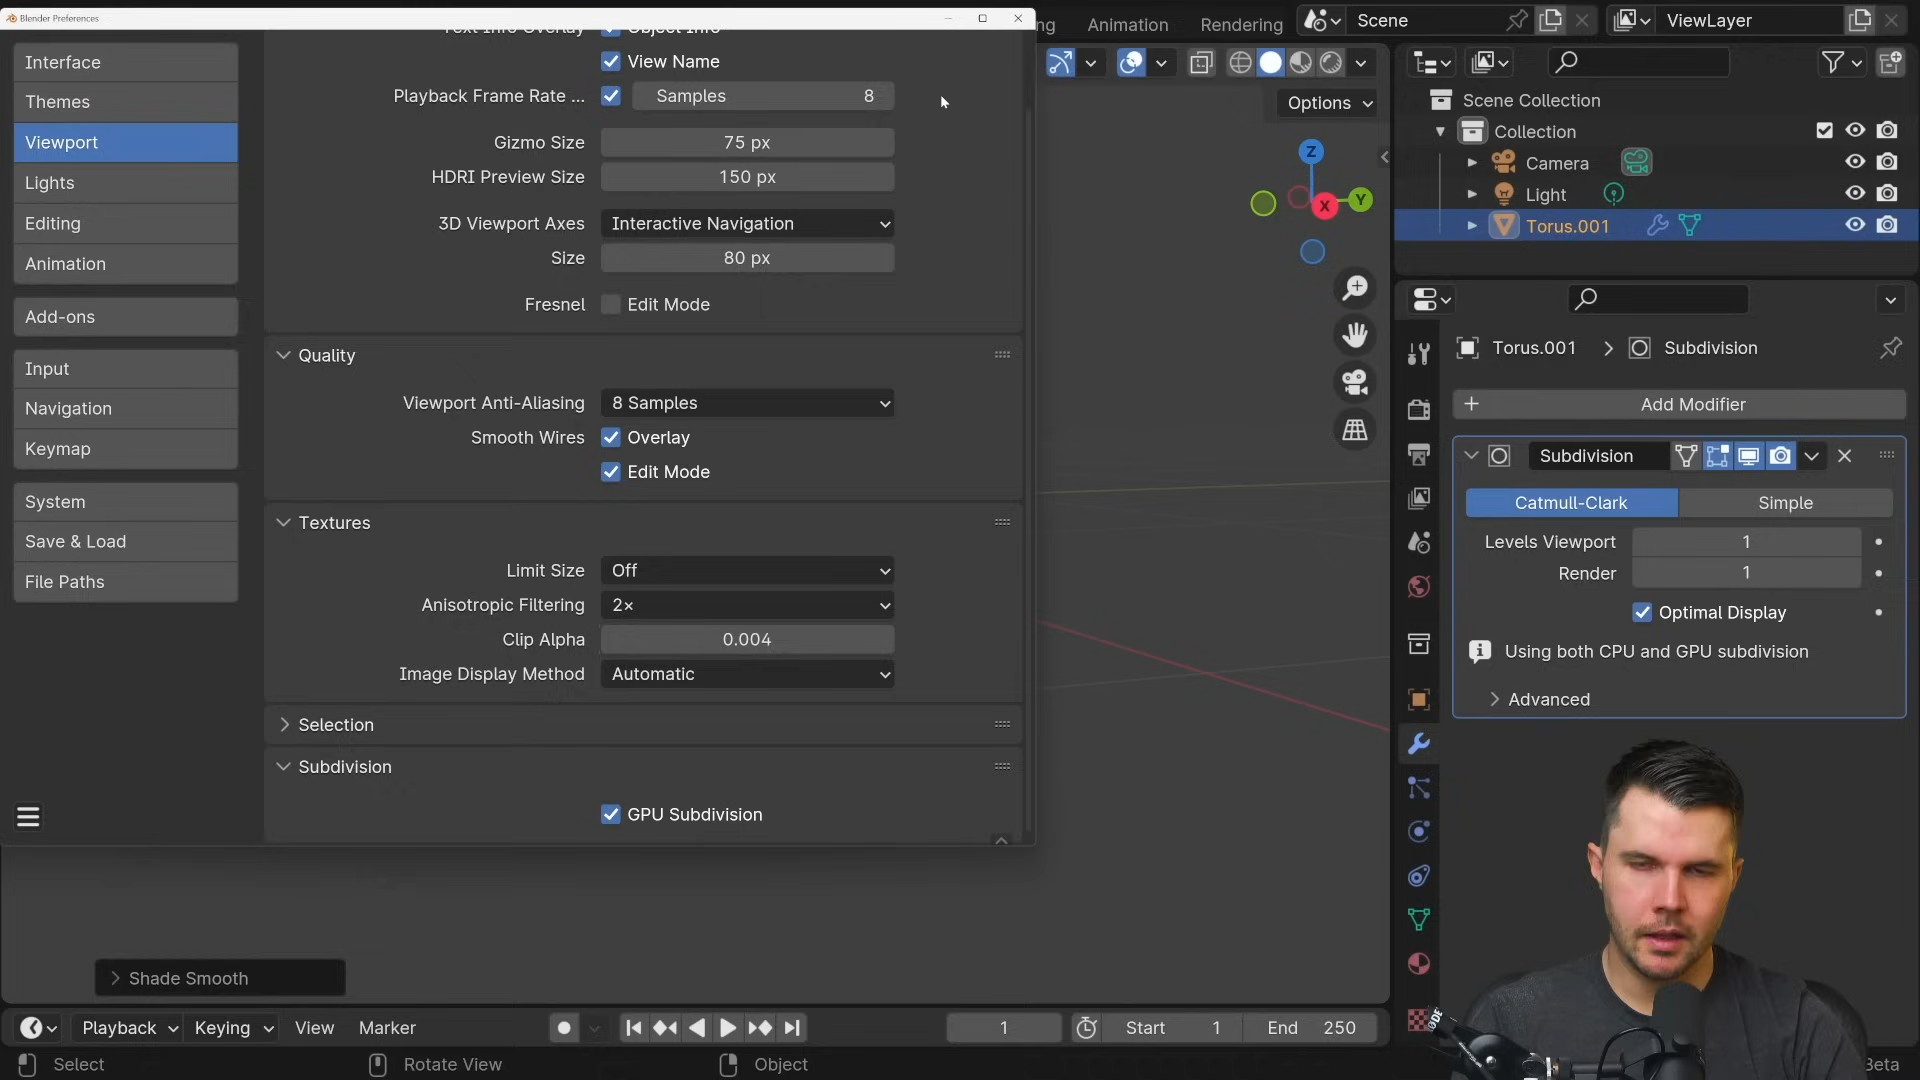 Blender Preferences
Interface
Themes
Viewport
Lights
Editing
Animation
Add-ons
Input
Navigation
Keymap
System
Save & Load
File Paths
Text Info Overlay Object Info
View Name
Playback Frame Rate ... Samples 8
Gizmo Size 75 px
HDRI Preview Size 150 px
3D Viewport Axes Interactive Navigation
Size 80 px
Fresnel Edit Mode
Quality
Viewport Anti-Aliasing 8 Samples
Smooth Wires Overlay
Edit Mode
Textures
Limit Size Off
Anisotropic Filtering 2×
Clip Alpha 0.004
Image Display Method Automatic
Selection
Subdivision
GPU Subdivision
Animation Rendering Scene ViewLayer
Options
Z
X
Y
Scene Collection
Collection
Camera
Light
Torus.001
Torus.001 > Subdivision
+ Add Modifier
Subdivision
Catmull-Clark Simple
Levels Viewport 1
Render 1
Optimal Display
Using both CPU and GPU subdivision
Advanced
Shade Smooth
Playback Keying View Marker 1 Start 1 End 250
Select Rotate View Object